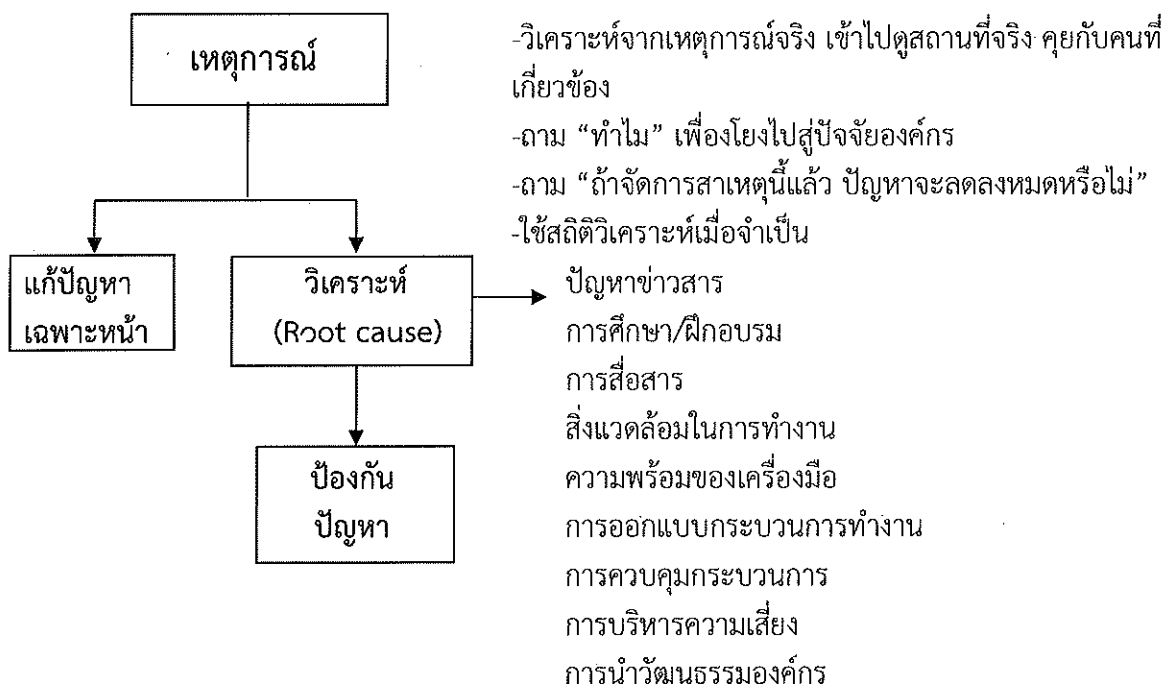 เหตุการณ์
-วิเคราะห์จากเหตุการณ์จริง เข้าไปดูสถานที่จริง คุยกับคนที่
เกี่ยวข้อง
-ถาม “ทำไม” เพื่องโยงไปสู่ปัจจัยองค์กร
-ถาม “ถ้าจัดการสาเหตุนี้แล้ว ปัญหาจะลดลงหมดหรือไม่”
-ใช้สถิติวิเคราะห์เมื่อจำเป็น
แก้ปัญหา
เฉพาะหน้า
วิเคราะห์
(Root cause)
ป้องกัน
ปัญหา
ปัญหาข่าวสาร
การศึกษา/ฝึกอบรม
การสื่อสาร
สิ่งแวดล้อมในการทำงาน
ความพร้อมของเครื่องมือ
การออกแบบกระบวนการทำงาน
การควบคุมกระบวนการ
การบริหารความเสี่ยง
การนำวัฒนธรรมองค์กร